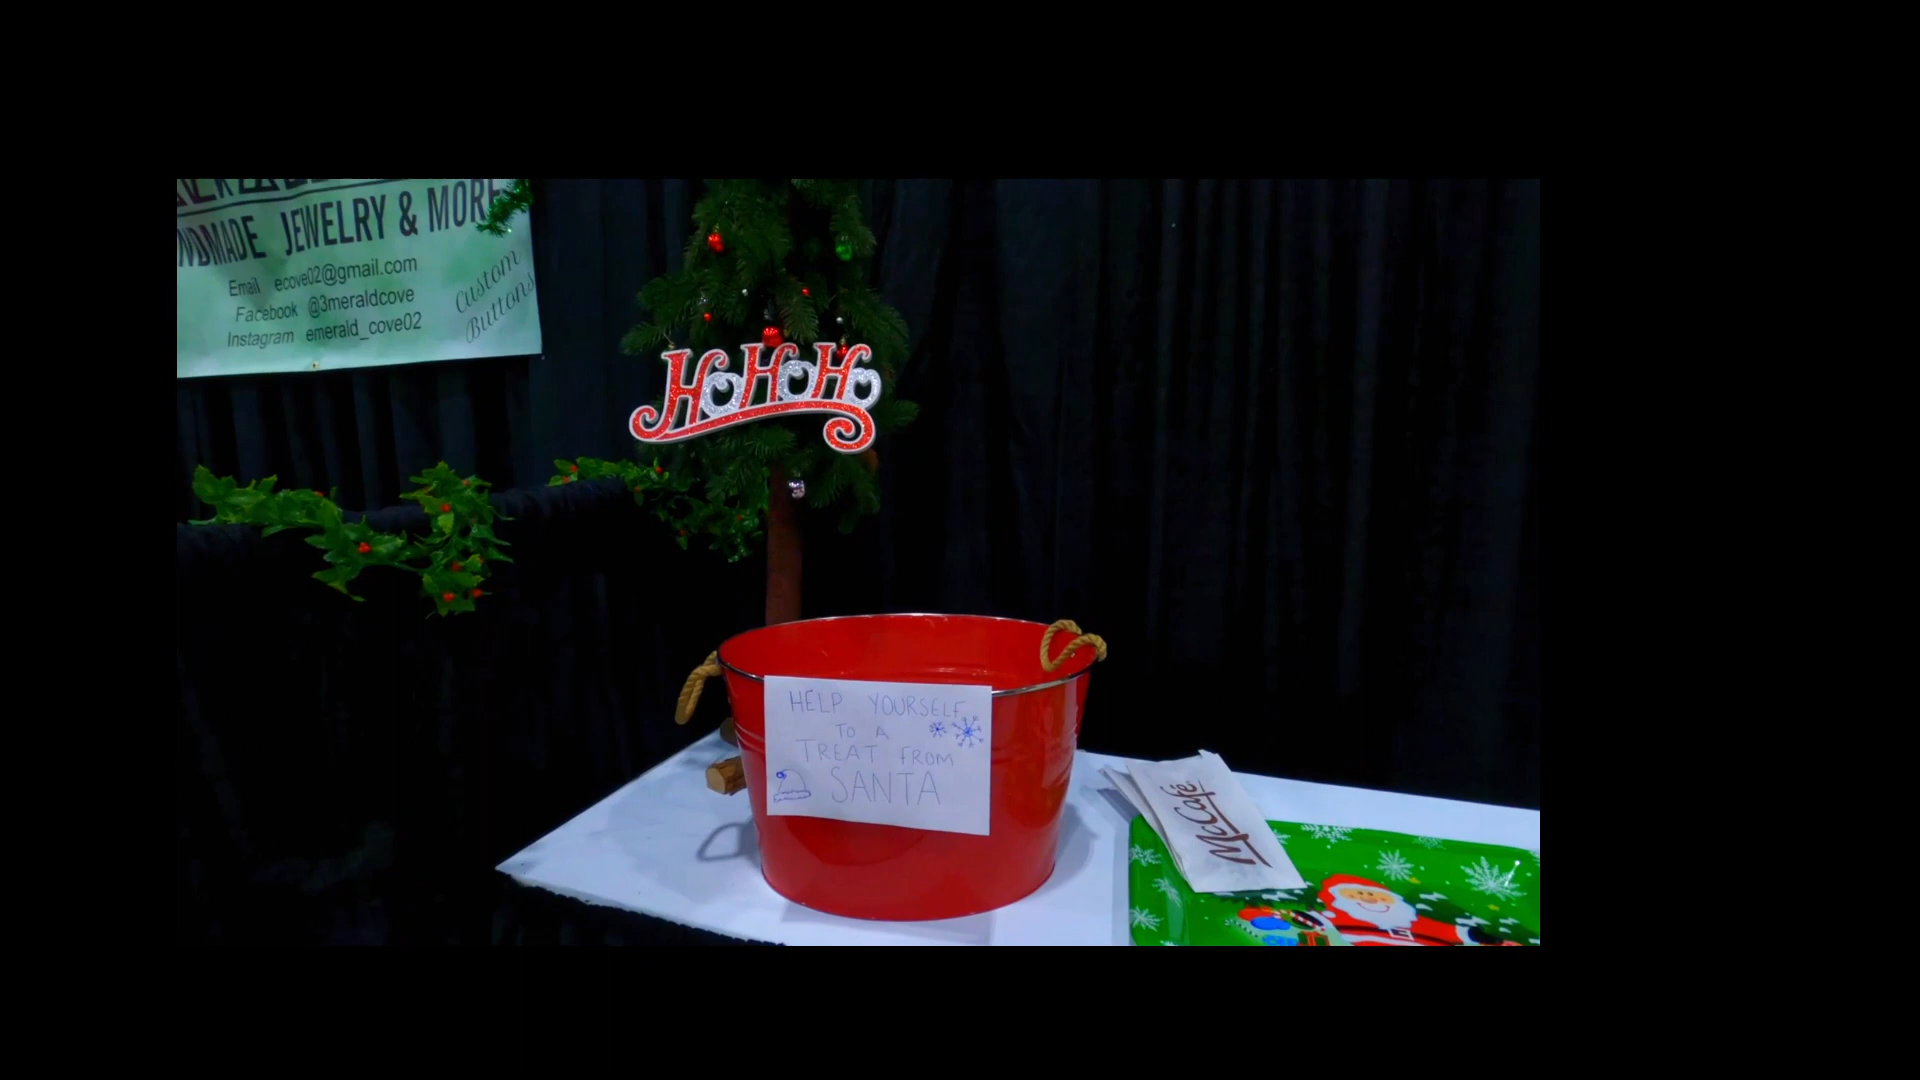 JEWELRY & MORE
Email ecove02@gmail.com
Facebook @3meraldcove
Instagram emerald_cove02
Custom
Buttons
HoHoHo
HELP YOURSELF
TO A
TREAT FROM
SANTA
McCafé